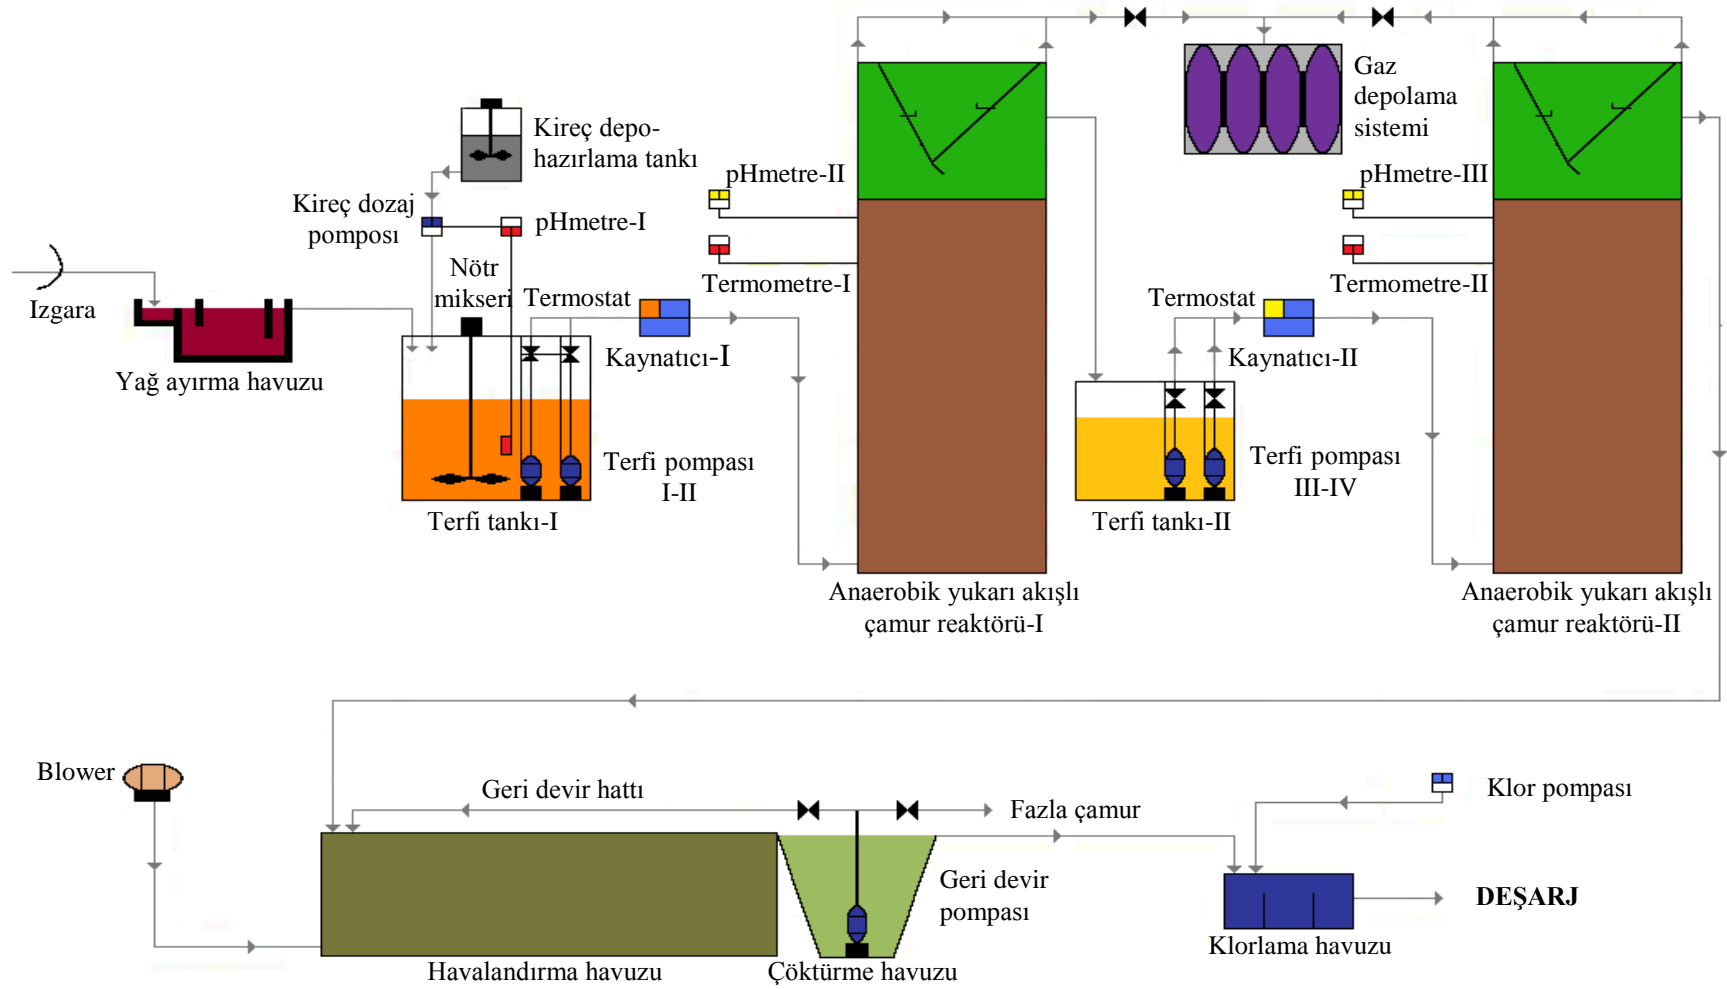 Gaz
depolama
sistemi
Kireç depo-
hazırlama tankı
pHmetre-II
pHmetre-III
Kireç dozaj
pomposı
pHmetre-I
Nötr
mikseri
Termometre-I
Termometre-II
Izgara
Termostat
Termostat
Yağ ayırma havuzu
Kaynatıcı-I
Kaynatıcı-II
Terfi pompası
I-II
Terfi pompası
III-IV
Terfi tankı-I
Terfi tankı-II
Anaerobik yukarı akışlı
çamur reaktörü-I
Anaerobik yukarı akışlı
çamur reaktörü-II
Blower
Geri devir hattı
Fazla çamur
Klor pompası
Geri devir
pompası
DEŞARJ
Klorlama havuzu
Havalandırma havuzu
Çöktürme havuzu